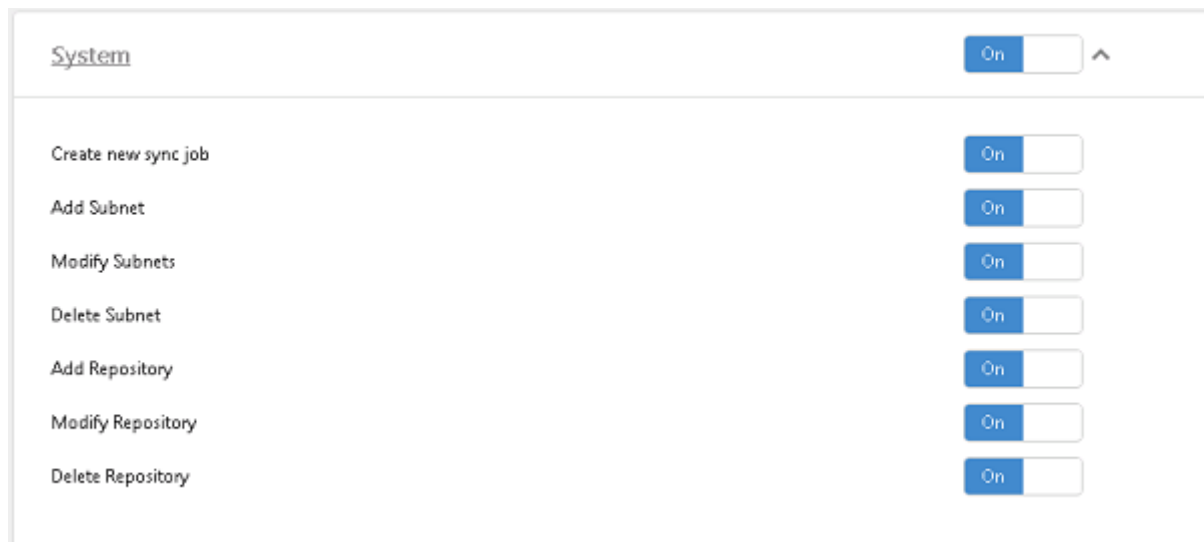 System On
Create new sync job On
Add Subnet On
Modify Subnets On
Delete Subnet On
Add Repository On
Modify Repository On
Delete Repository On